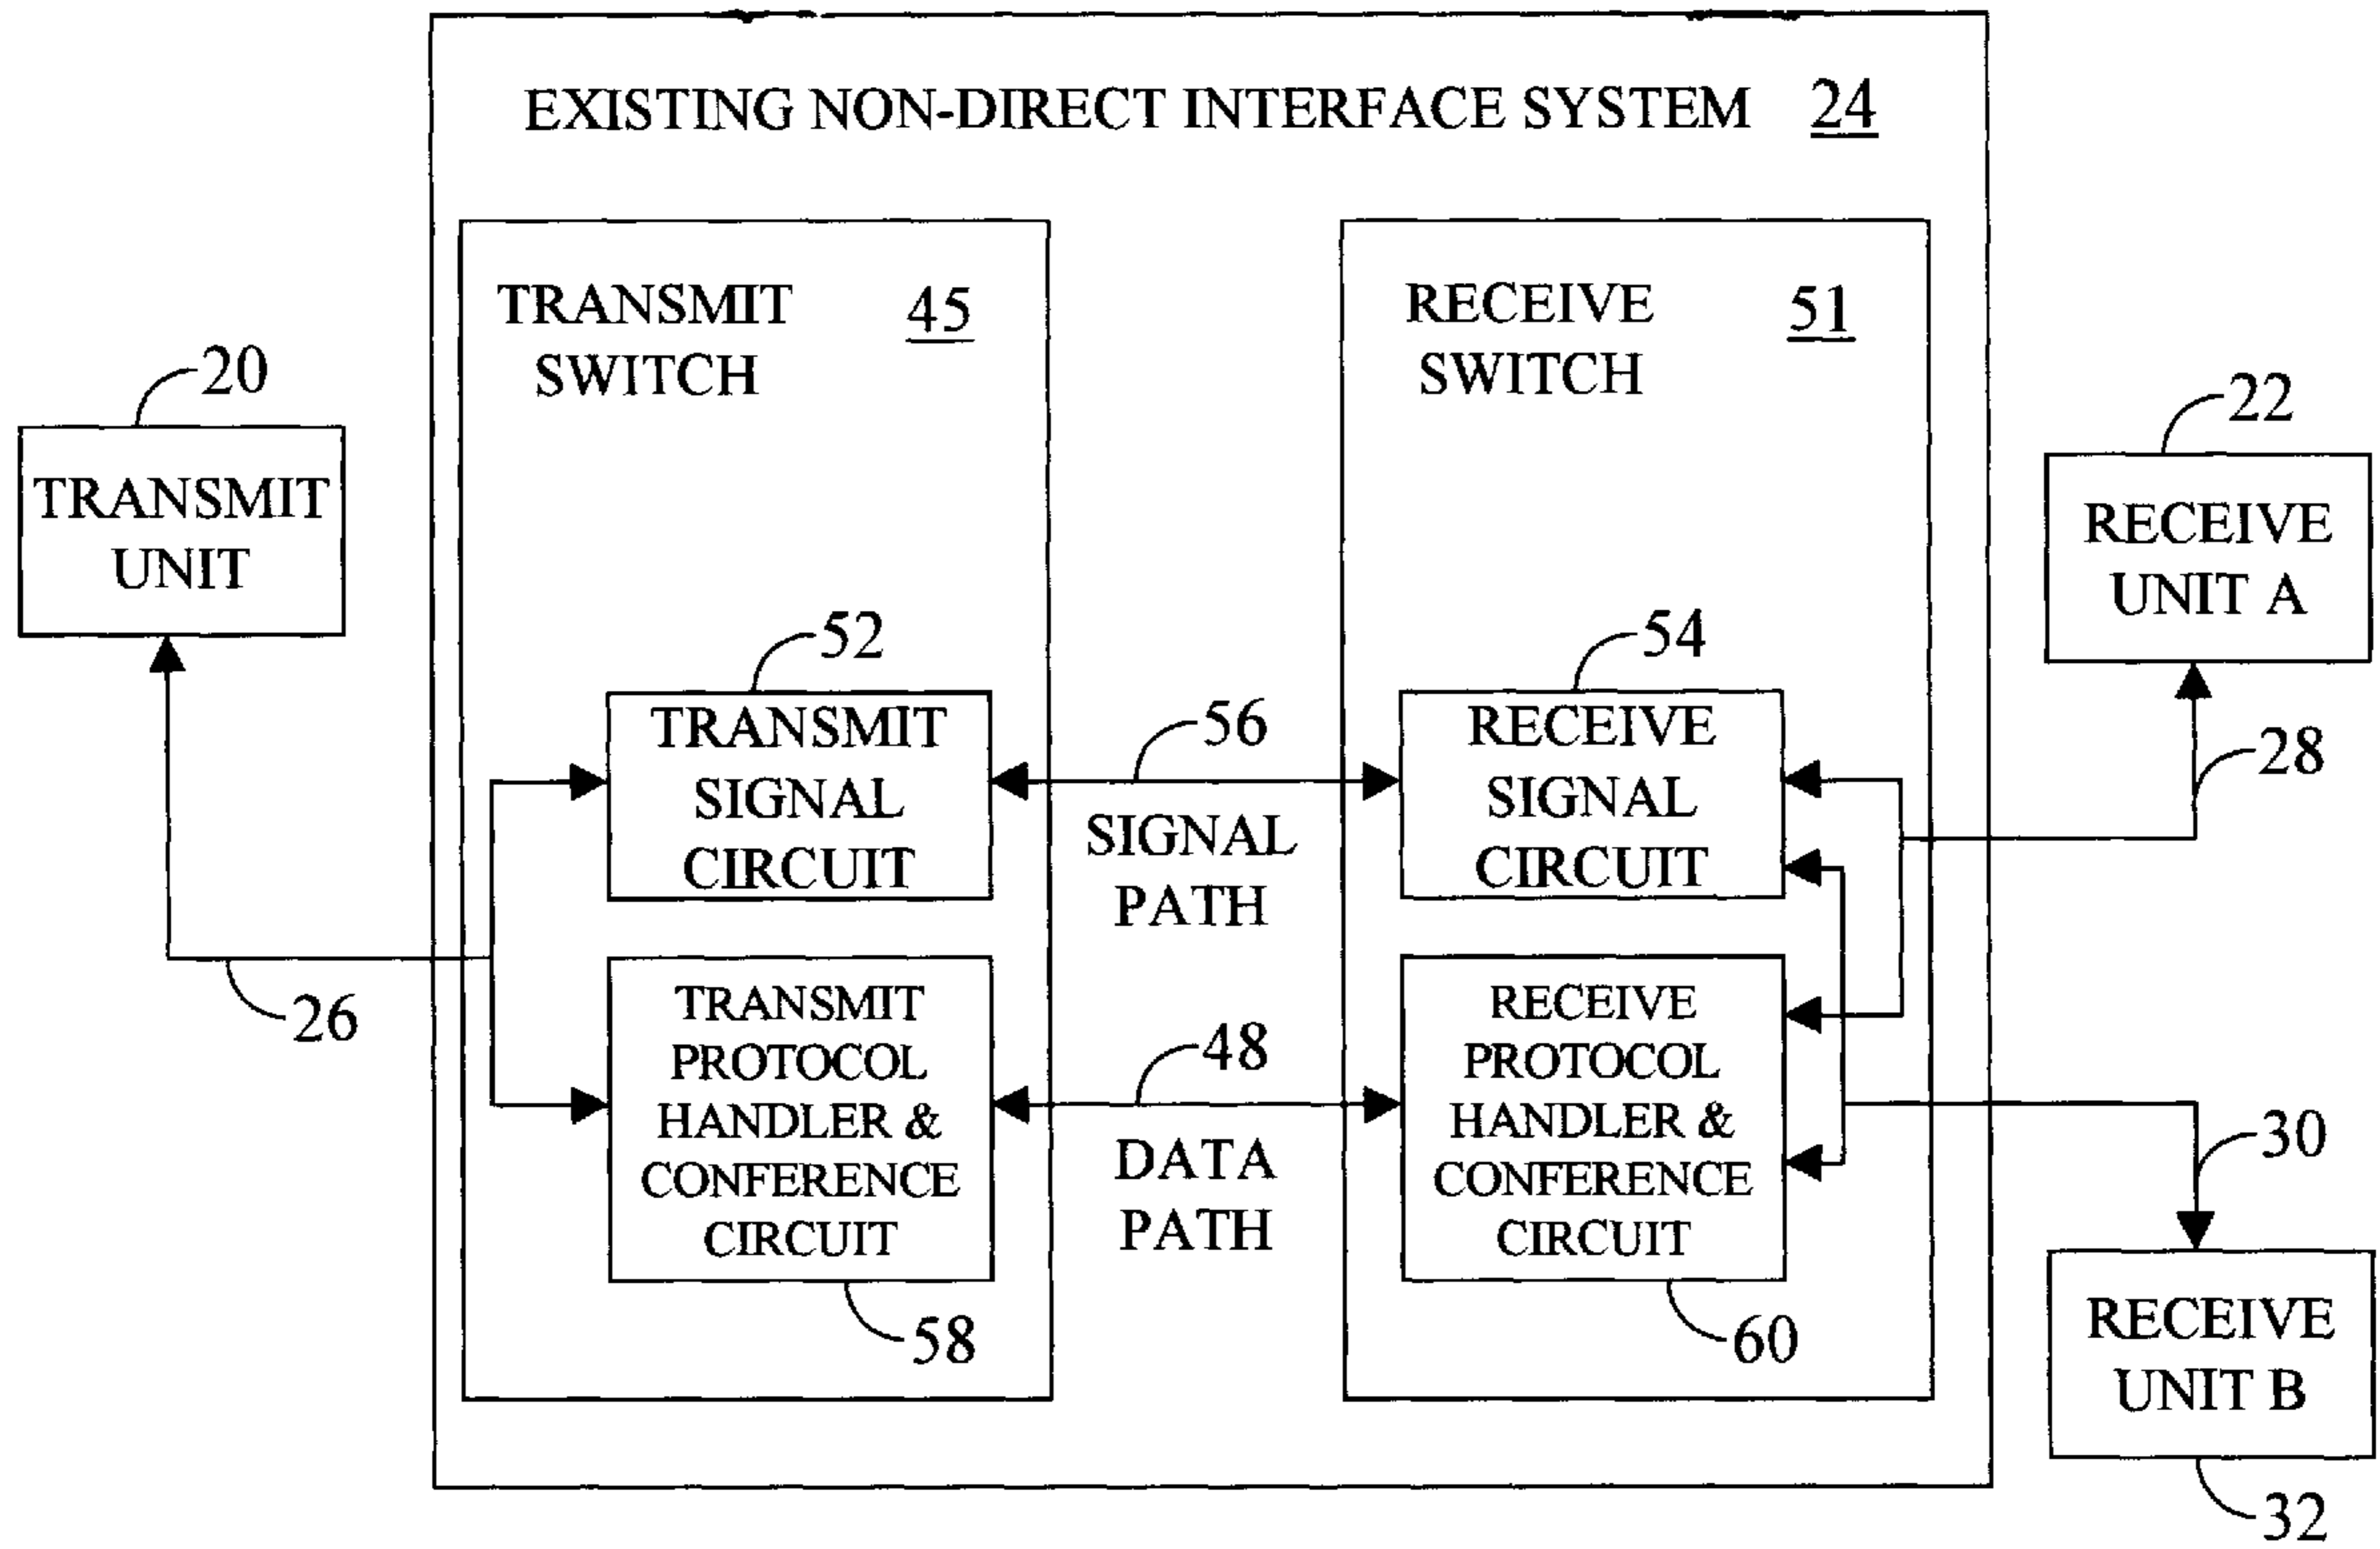 EXISTING NON-DIRECT INTERFACE SYSTEM 24
TRANSMIT
SWITCH
45
RECEIVE
SWITCH
51
20
TRANSMIT
UNIT
22
RECEIVE
UNIT A
52
TRANSMIT
SIGNAL
CIRCUIT
56
SIGNAL
PATH
54
RECEIVE
SIGNAL
CIRCUIT
28
26
TRANSMIT
PROTOCOL
HANDLER &
CONFERENCE
CIRCUIT
58
48
DATA
PATH
RECEIVE
PROTOCOL
HANDLER &
CONFERENCE
CIRCUIT
60
30
RECEIVE
UNIT B
32